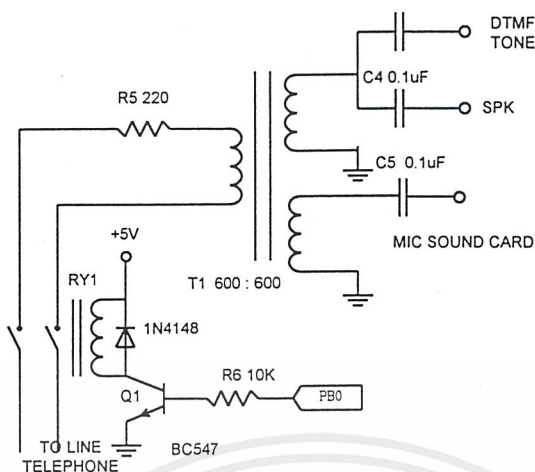 DTMF
TONE
C4 0.1uF
R5 220
SPK
C5 0.1uF
+5V
MIC SOUND CARD
RY1
T1 600 : 600
1N4148
R6 10K
Q1
PB0
TO LINE
BC547
TELEPHONE